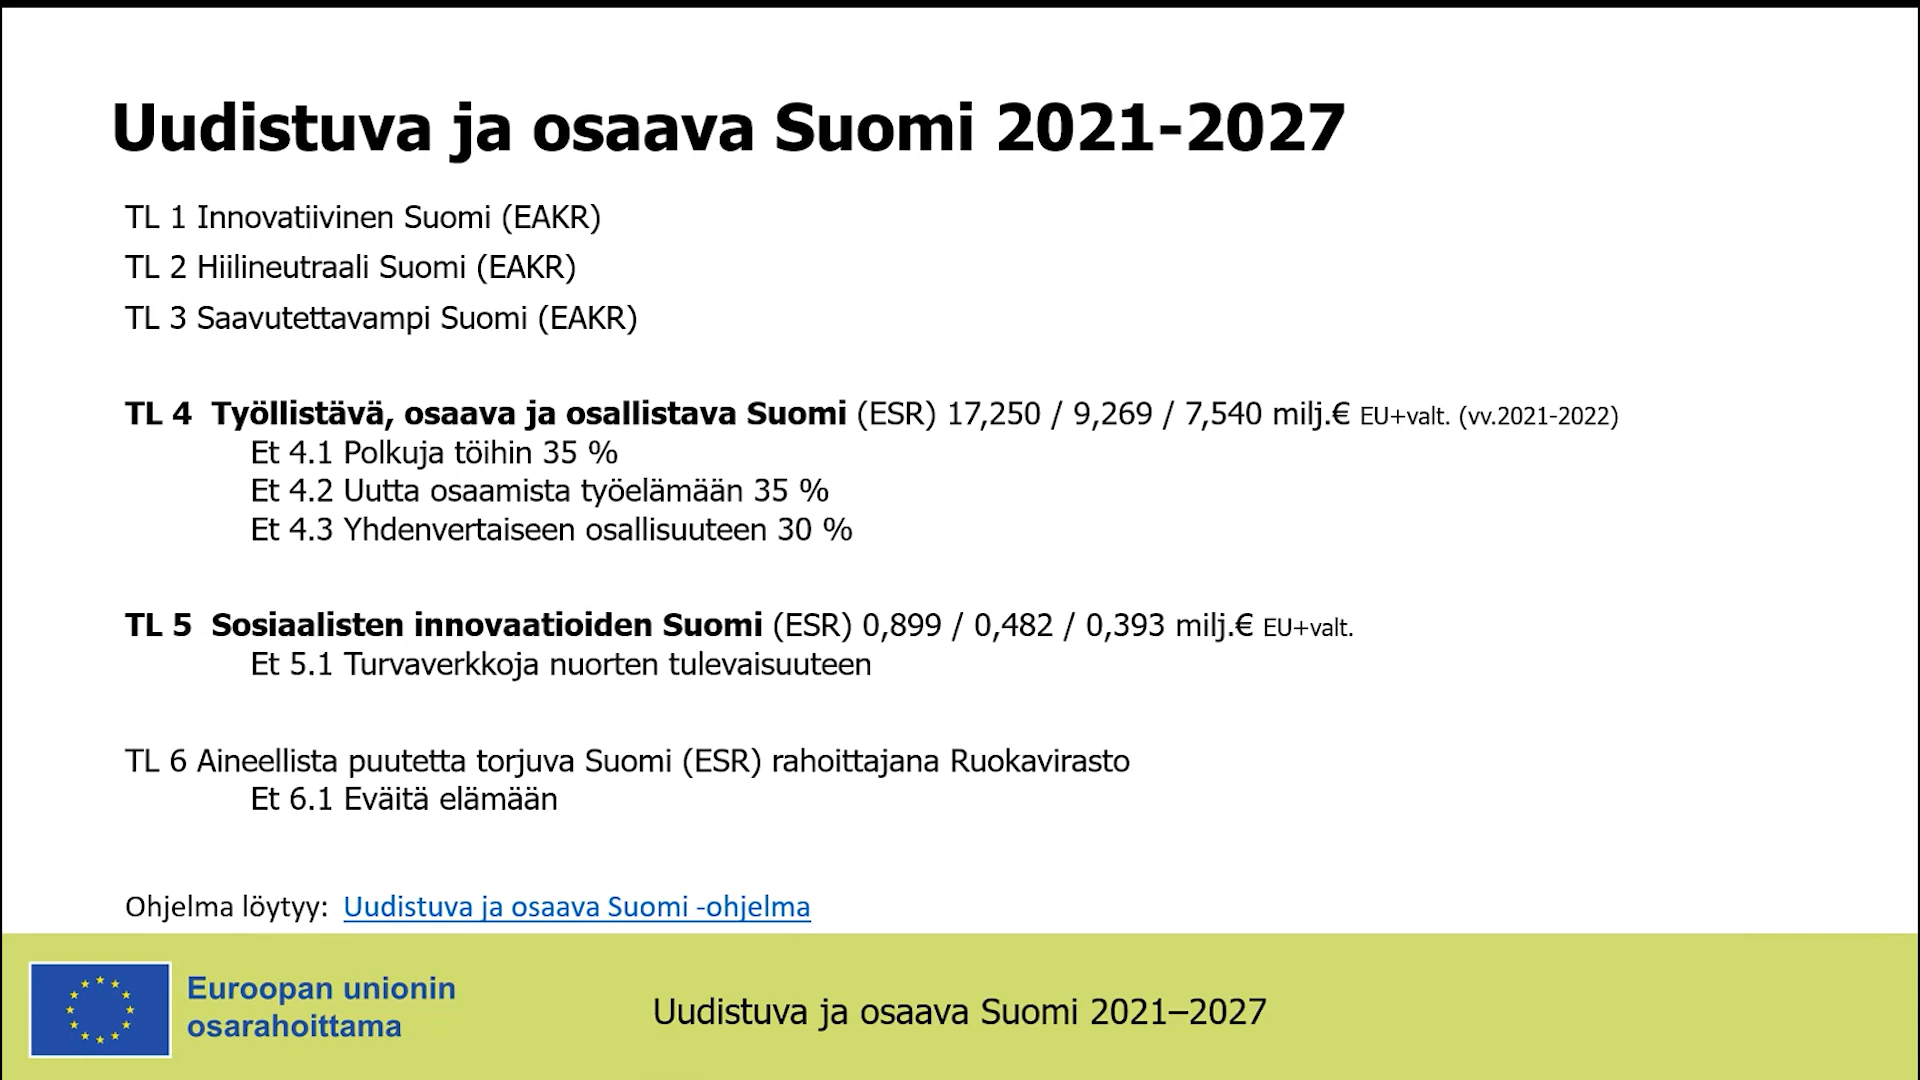 Uudistuva ja osaava Suomi 2021-2027
TL 1 Innovatiivinen Suomi (EAKR)
TL 2 Hiilineutraali Suomi (EAKR)
TL 3 Saavutettavampi Suomi (EAKR)
TL 4 Työllistävä, osaava ja osallistava Suomi (ESR) 17,250 / 9,269 / 7,540 milj.€ EU+valt. (vv.2021-2022)
Et 4.1 Polkuja töihin 35 %
Et 4.2 Uutta osaamista työelämään 35 %
Et 4.3 Yhdenvertaiseen osallisuuteen 30 %
TL 5 Sosiaalisten innovaatioiden Suomi (ESR) 0,899 / 0,482 / 0,393 milj.€ EU+valt.
Et 5.1 Turvaverkkoja nuorten tulevaisuuteen
TL 6 Aineellista puutetta torjuva Suomi (ESR) rahoittajana Ruokavirasto
Et 6.1 Eväitä elämään
Ohjelma löytyy: Uudistuva ja osaava Suomi -ohjelma
Euroopan unionin
osarahoittama
Uudistuva ja osaava Suomi 2021–2027